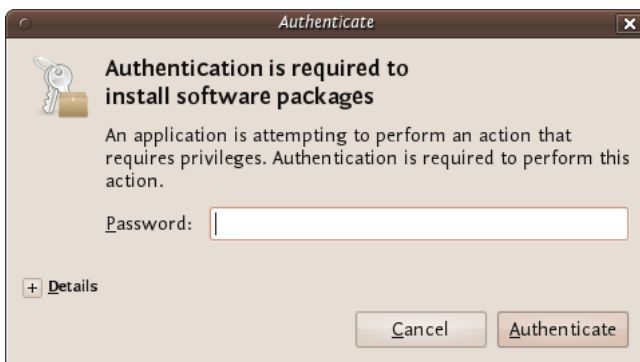 Authenticate
Authentication is required to
install software packages
An application is attempting to perform an action that
requires privileges. Authentication is required to perform this
action.
Password:
Details
Cancel
Authenticate